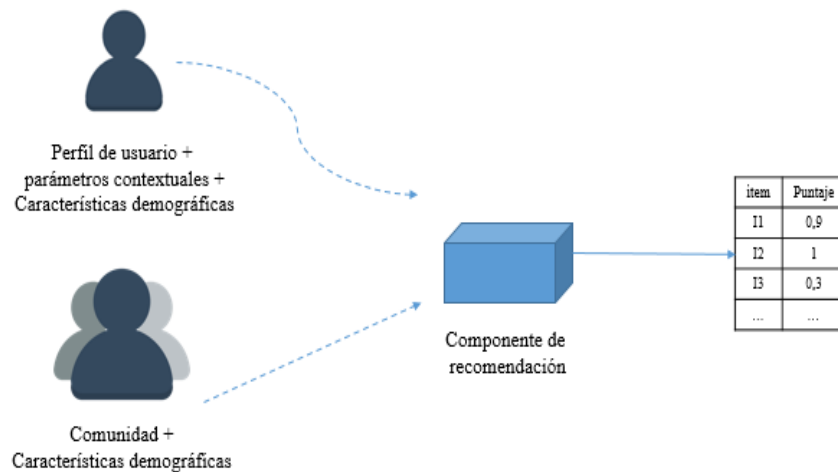 Perfil de usuario +
parámetros contextuales +
Características demográficas
Comunidad +
Características demográficas
Componente de
recomendación
item Puntaje
I1 0,9
I2 1
I3 0,3
... ...